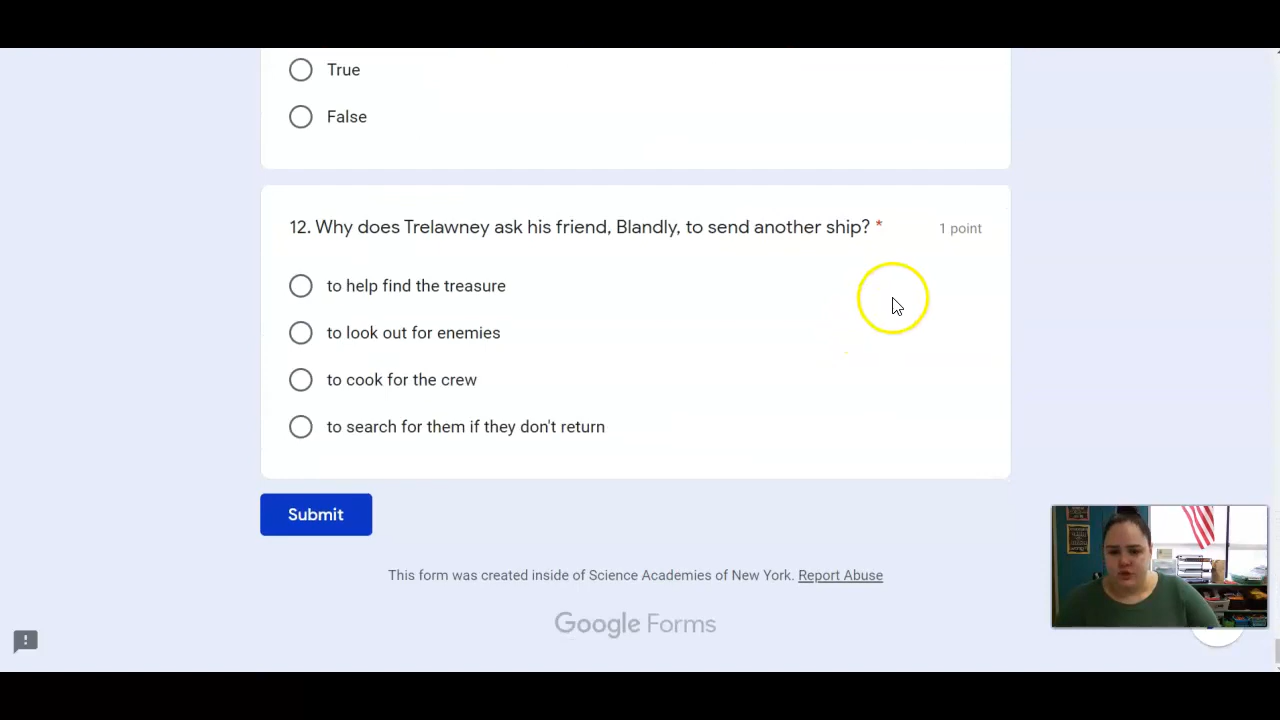 True
False
12. Why does Trelawney ask his friend, Blandly, to send another ship? *
1 point
to help find the treasure
to look out for enemies
to cook for the crew
to search for them if they don't return
Submit
This form was created inside of Science Academies of New York. Report Abuse
Google Forms